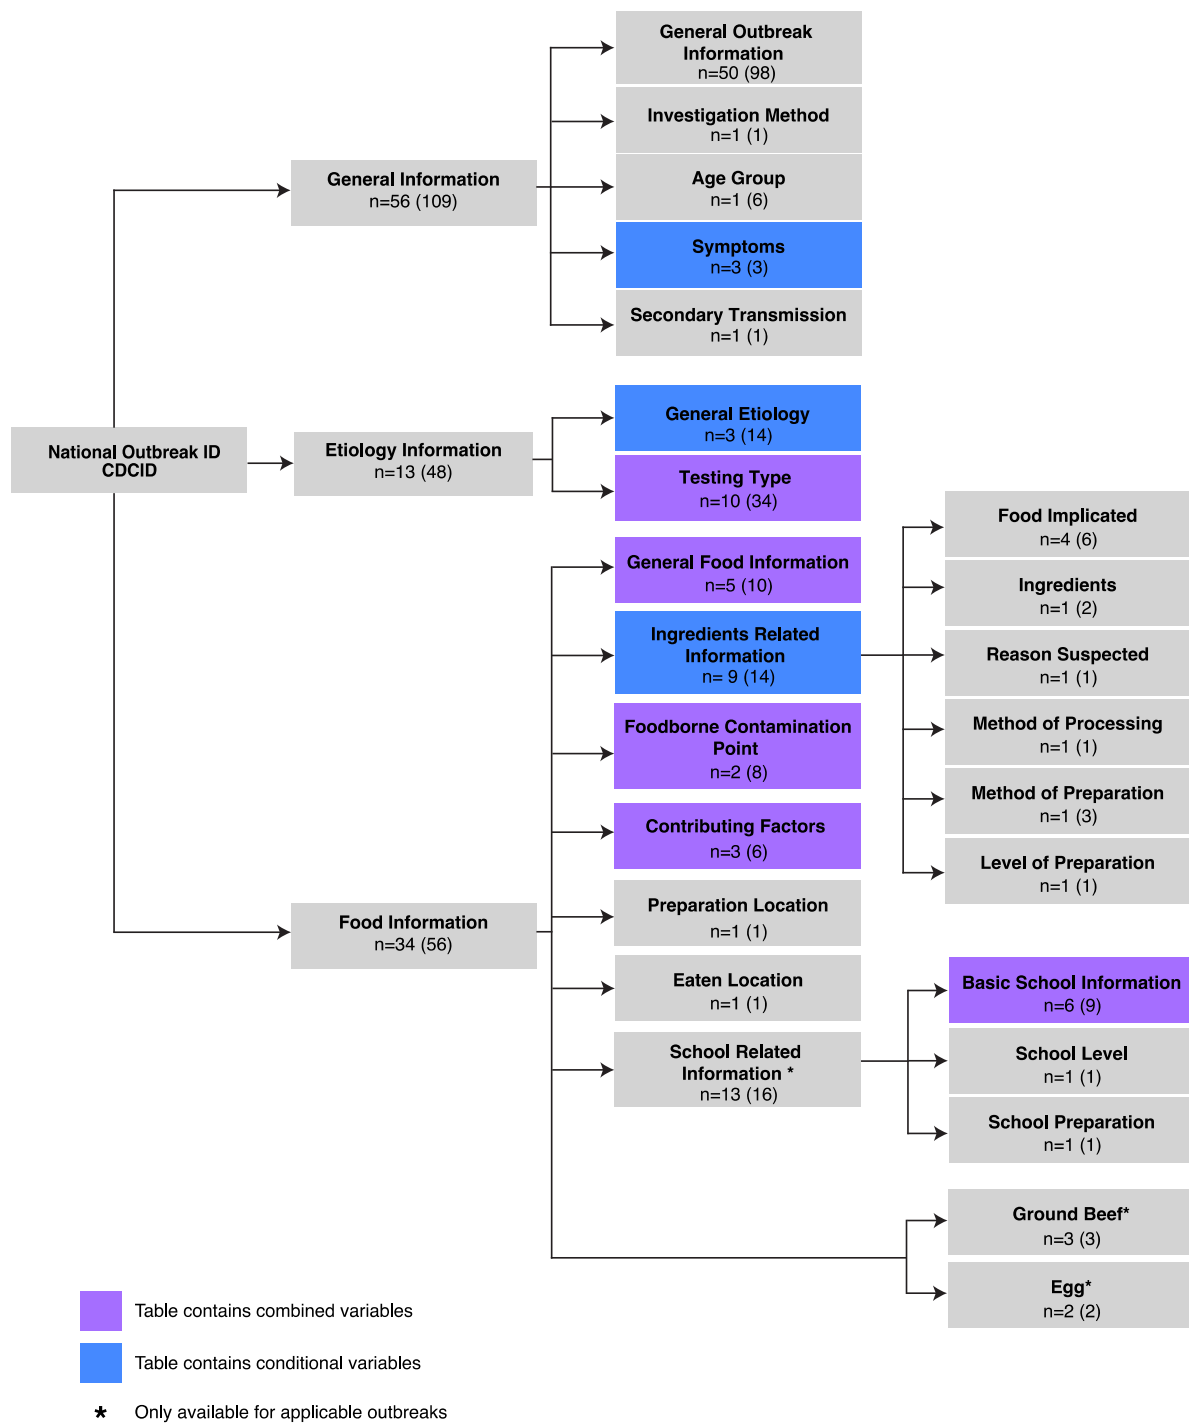 General Outbreak
Information
n=50 (98)
Investigation Method
n=1 (1)
Age Group
n=1 (6)
Symptoms
n=3 (3)
Secondary Transmission
n=1 (1)
General Information
n=56 (109)
National Outbreak ID
CDCID
Etiology Information
n=13 (48)
General Etiology
n=3 (14)
Testing Type
n=10 (34)
General Food Information
n=5 (10)
Ingredients Related
Information
n= 9 (14)
Foodborne Contamination
Point
n=2 (8)
Contributing Factors
n=3 (6)
Preparation Location
n=1 (1)
Eaten Location
n=1 (1)
School Related
Information *
n=13 (16)
Food Information
n=34 (56)
Food Implicated
n=4 (6)
Ingredients
n=1 (2)
Reason Suspected
n=1 (1)
Method of Processing
n=1 (1)
Method of Preparation
n=1 (3)
Level of Preparation
n=1 (1)
Basic School Information
n=6 (9)
School Level
n=1 (1)
School Preparation
n=1 (1)
Ground Beef*
n=3 (3)
Egg*
n=2 (2)
Table contains combined variables
Table contains conditional variables
* Only available for applicable outbreaks